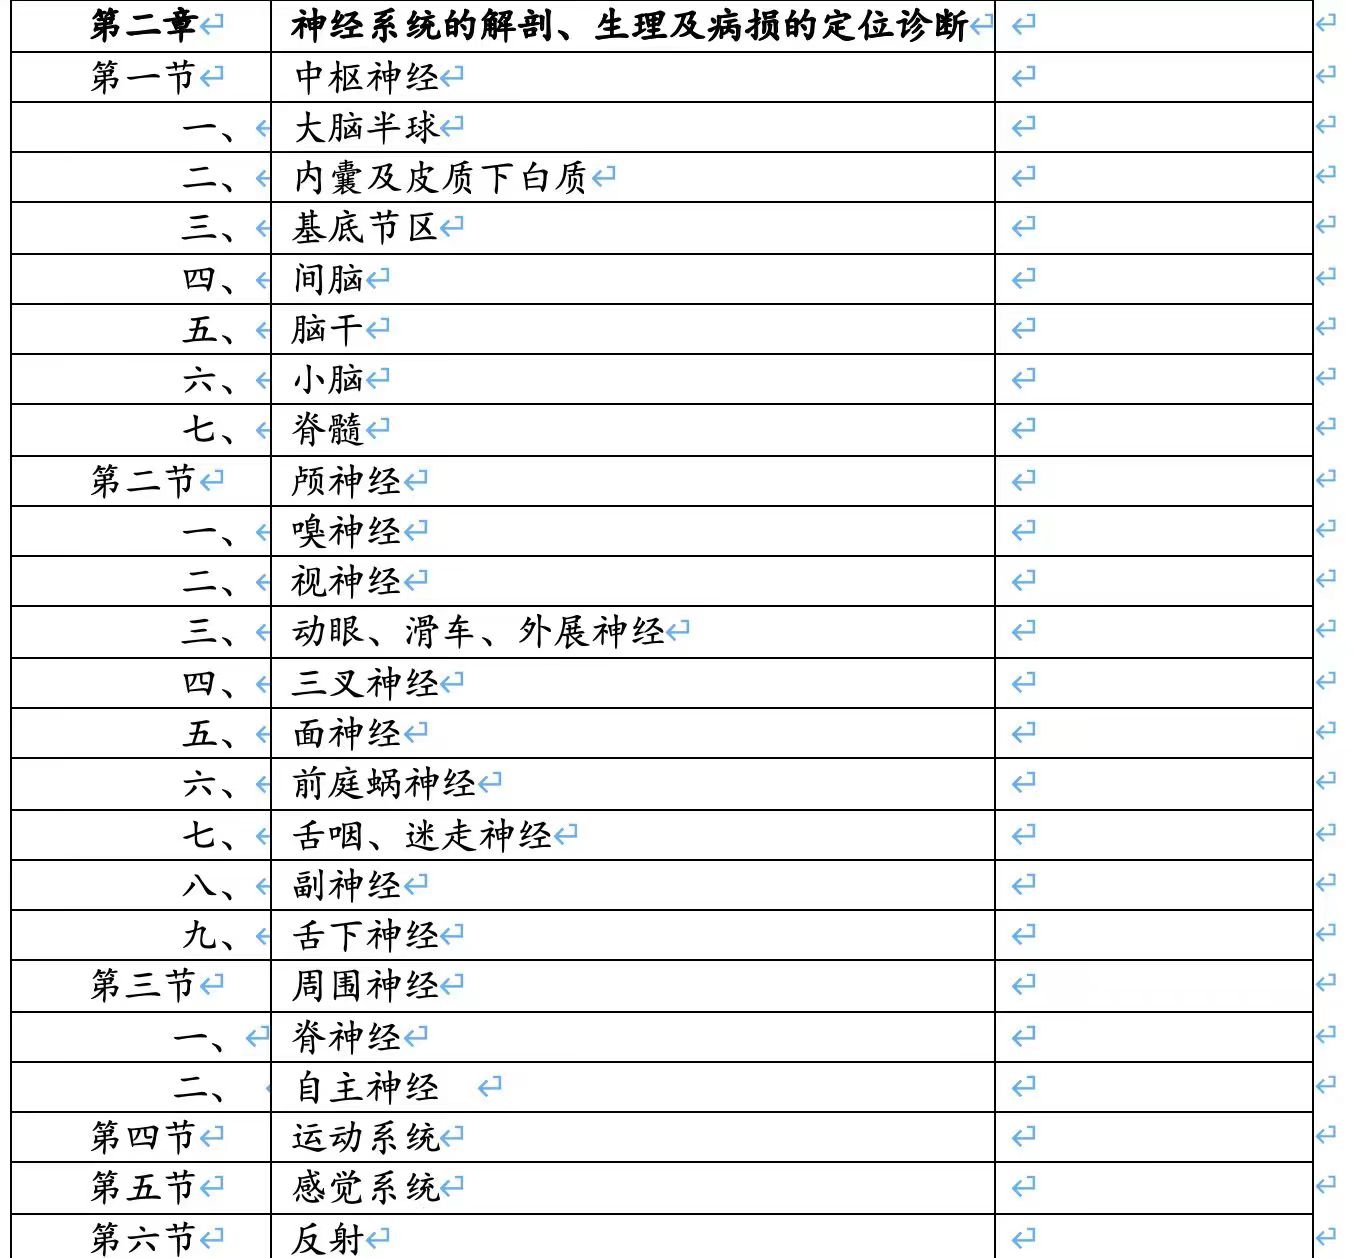 第二章 神经系统的解剖、生理及病损的定位诊断
第一节 中枢神经
一、 大脑半球
二、 内囊及皮质下白质
三、 基底节区
四、 间脑
五、 脑干
六、 小脑
七、 脊髓
第二节 颅神经
一、 嗅神经
二、 视神经
三、 动眼、滑车、外展神经
四、 三叉神经
五、 面神经
六、 前庭蜗神经
七、 舌咽、迷走神经
八、 副神经
九、 舌下神经
第三节 周围神经
一、 脊神经
二、 自主神经
第四节 运动系统
第五节 感觉系统
第六节 反射